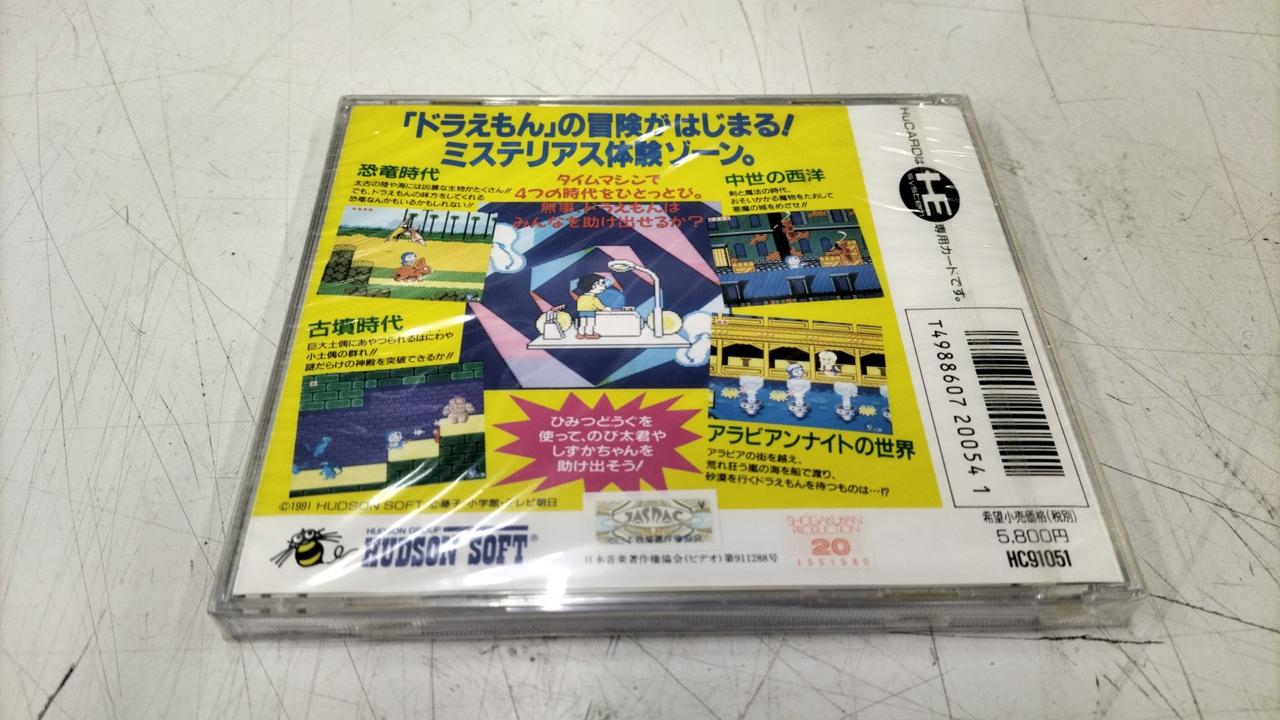 「ドラえもん」の冒険がはじまる!
ミステリアス体験ゾーン。
恐竜時代
太古の陸や海には凶暴な生物がたくさん!!
でも、ドラえもんの味方をしてくれる
恐竜なんかもいるかもしれない!!
タイムマシンで
4つの時代をひとっとび。
無事ドラえもんは
みんなを助け出せるか?
中世の西洋
剣と魔法の時代、
おそいかかる魔物をたおして
悪魔の城をめざせ!!
古墳時代
巨大土偶にあやつられるはにわや
小土偶の群れ!!
謎だらけの神殿を突破できるか!!
ひみつどうぐを
使って、のび太君や
しずかちゃんを
助け出そう!
アラビアンナイトの世界
アラビアの街を越え、
荒れ狂う嵐の海を船で渡り、
砂漠を行くドラえもんを待つものは…!?
©1991 HUDSON SOFT ©藤子・小学館・テレビ朝日
HUDSON GROUP
HUDSON SOFT®
JASRAC
V
日本音楽著作権協会(ビデオ)第911288号
SHOGAKUKAN
PRODUCTION
20
1551580
HuCARDは
HE
SYSTEM
専用カードです。
T4988607 20054 1
希望小売価格(税別)
5,800円
HC91051